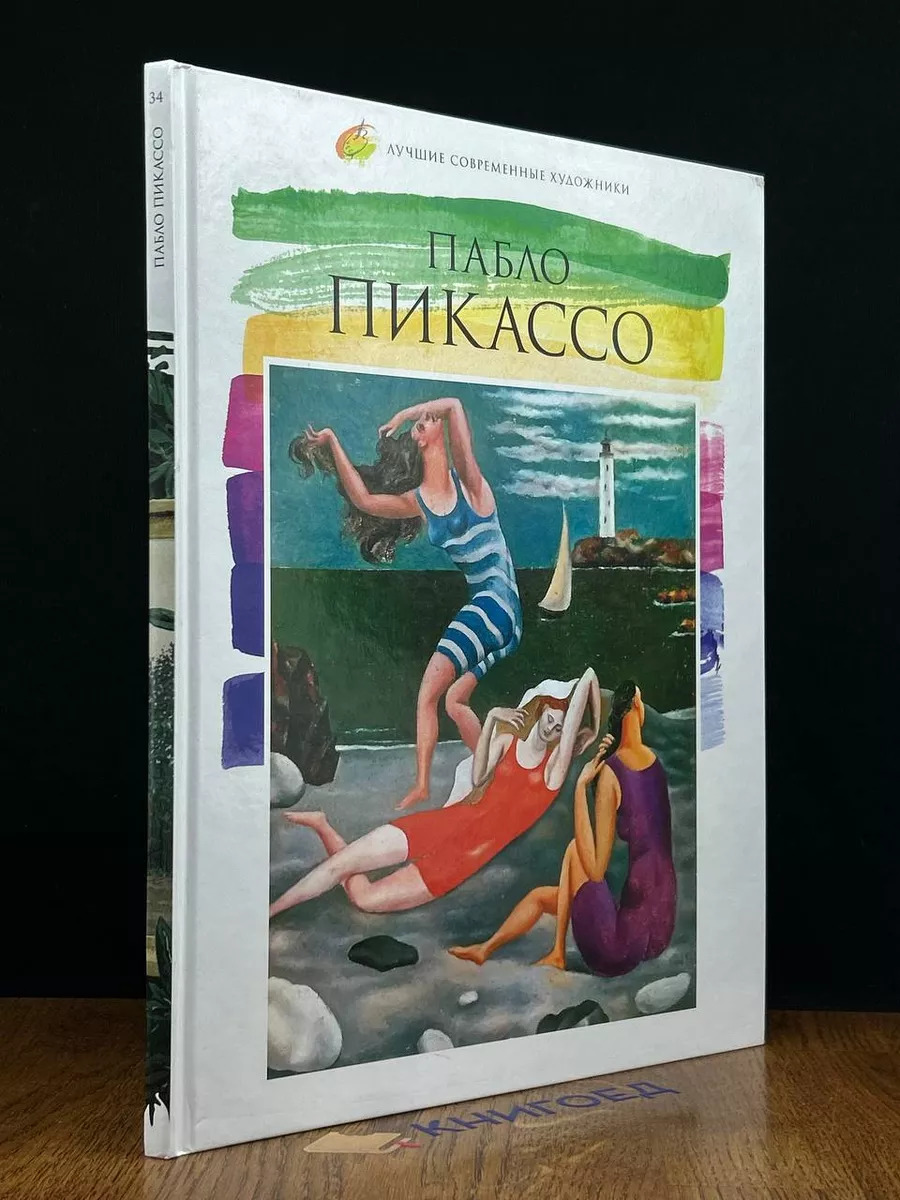 34
ПАБЛО ПИКАССО
ЛУЧШИЕ СОВРЕМЕННЫЕ ХУДОЖНИКИ
ПАБЛО
ПИКАССО
КНИГОЕД